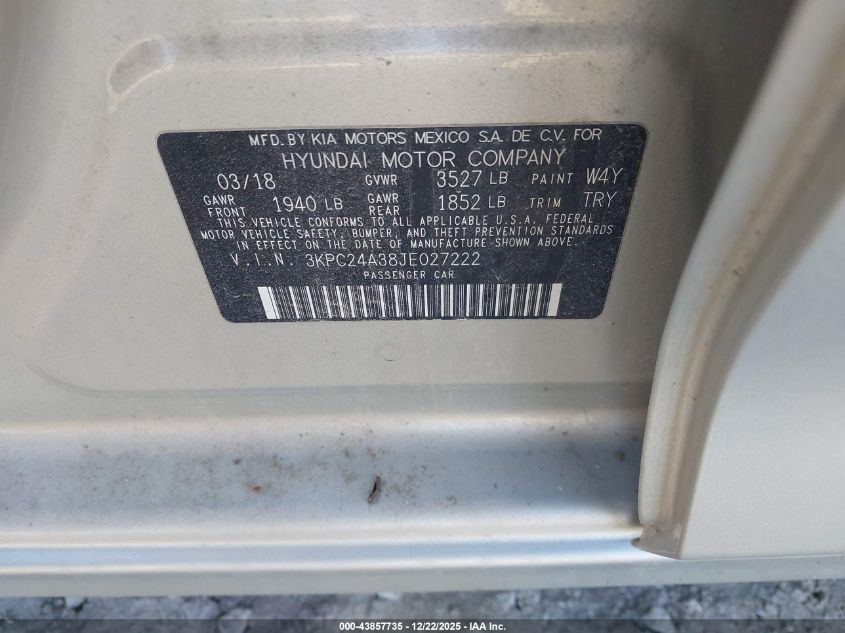 MFD. BY KIA MOTORS MEXICO S.A. DE C.V. FOR
HYUNDAI MOTOR COMPANY
03/18 GVWR 3527 LB PAINT W4Y
GAWR FRONT 1940 LB GAWR REAR 1852 LB TRIM TRY
THIS VEHICLE CONFORMS TO ALL APPLICABLE U.S.A. FEDERAL
MOTOR VEHICLE SAFETY, BUMPER, AND THEFT PREVENTION STANDARDS
IN EFFECT ON THE DATE OF MANUFACTURE SHOWN ABOVE.
V.I.N. 3KPC24A38JE027222
PASSENGER CAR
000-43857735 - 12/22/2025 - IAA Inc.